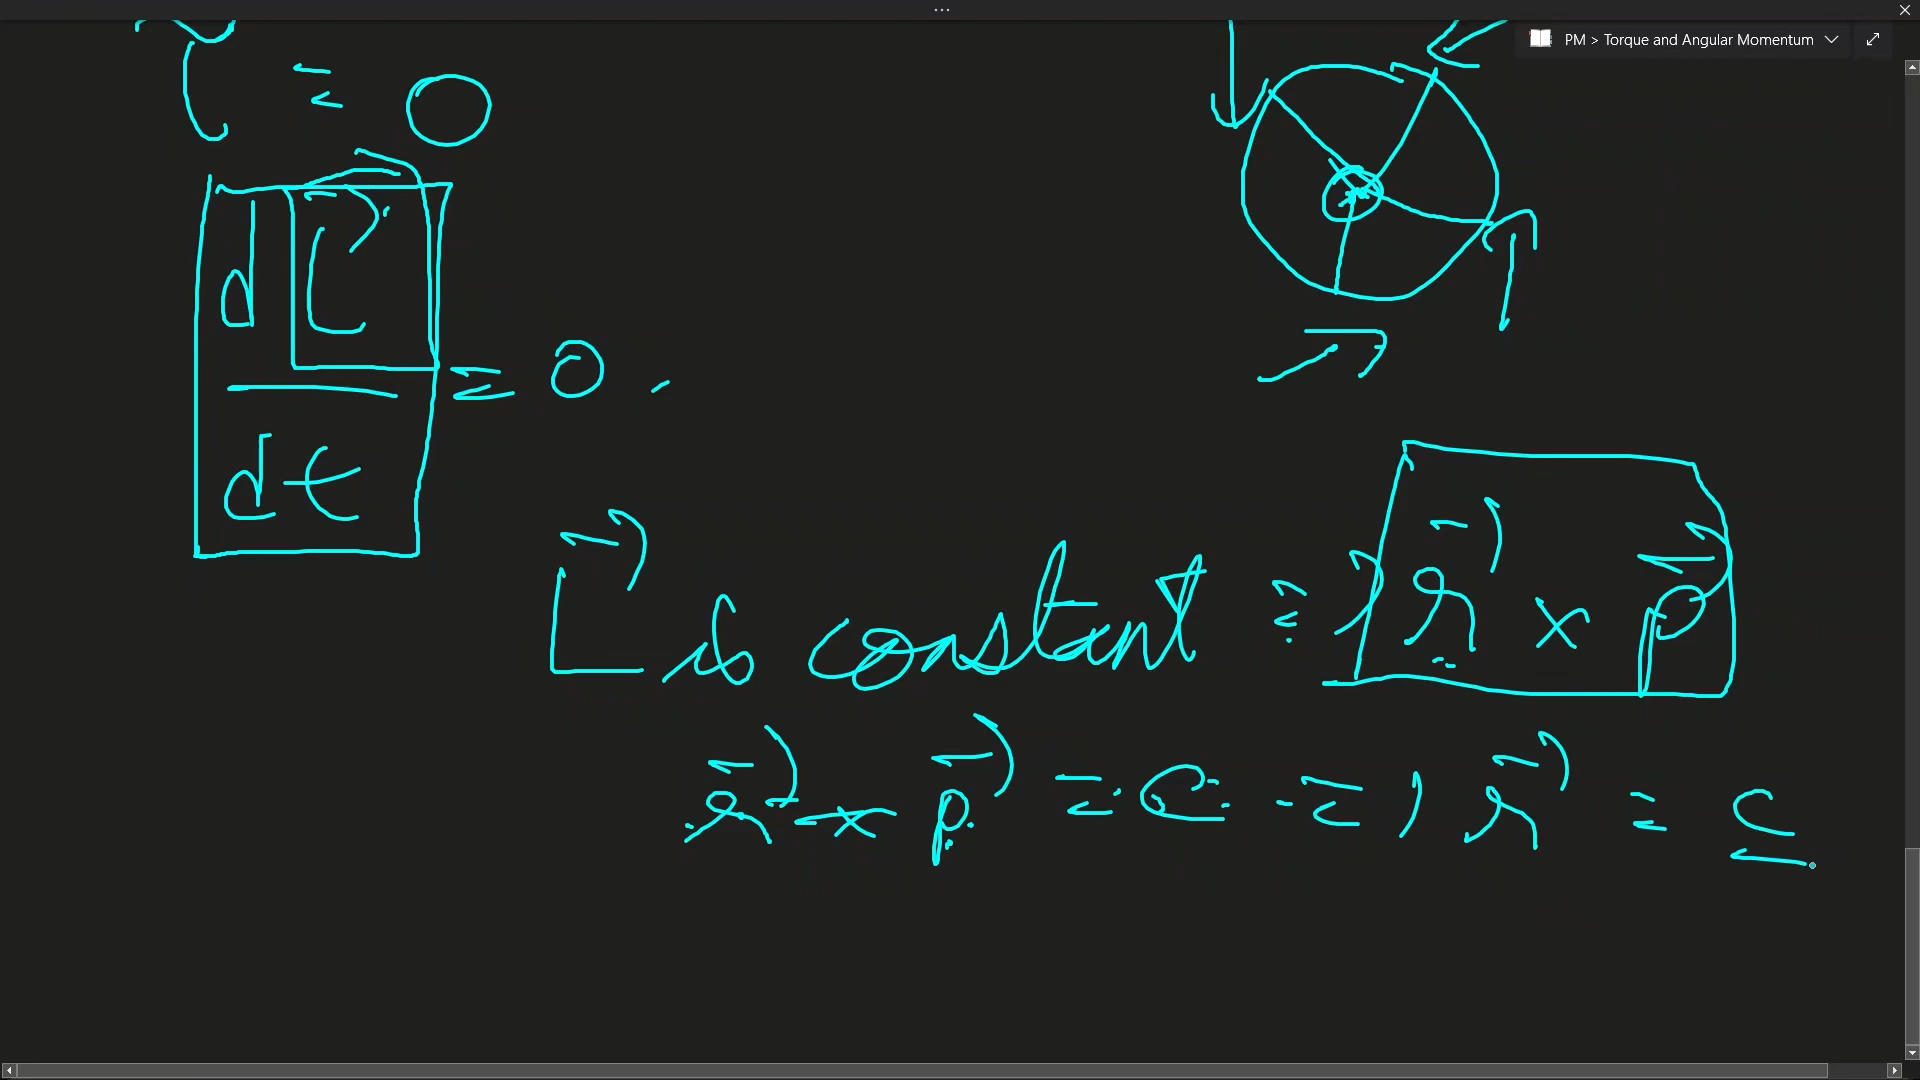 PM > Torque and Angular Momentum
τ = 0
dL⃗ / dt = 0 .
L⃗ is constant ⇒ r⃗ × p⃗
r⃗ × p⃗ = C ⇒ r⃗ = C